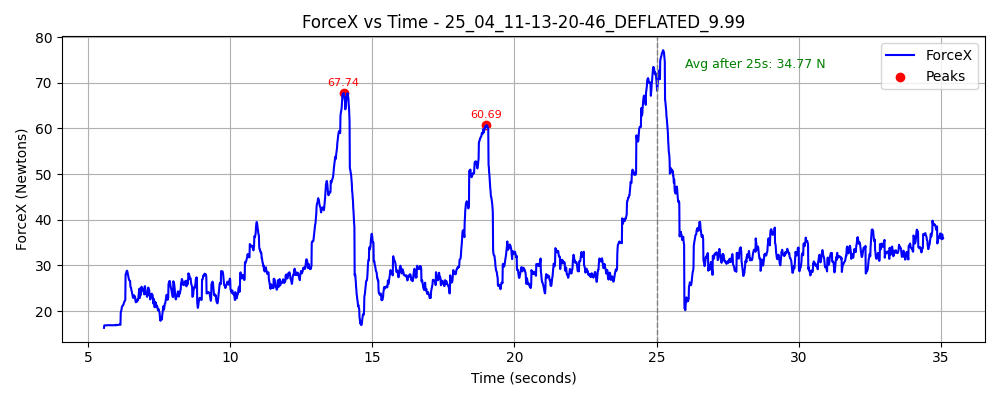 ForceX vs Time - 25_04_11-13-20-46_DEFLATED_9.99
80
70
60
50
40
30
20
ForceX (Newtons)
67.74
60.69
Avg after 25s: 34.77 N
ForceX
Peaks
5
10
15
20
25
30
35
Time (seconds)